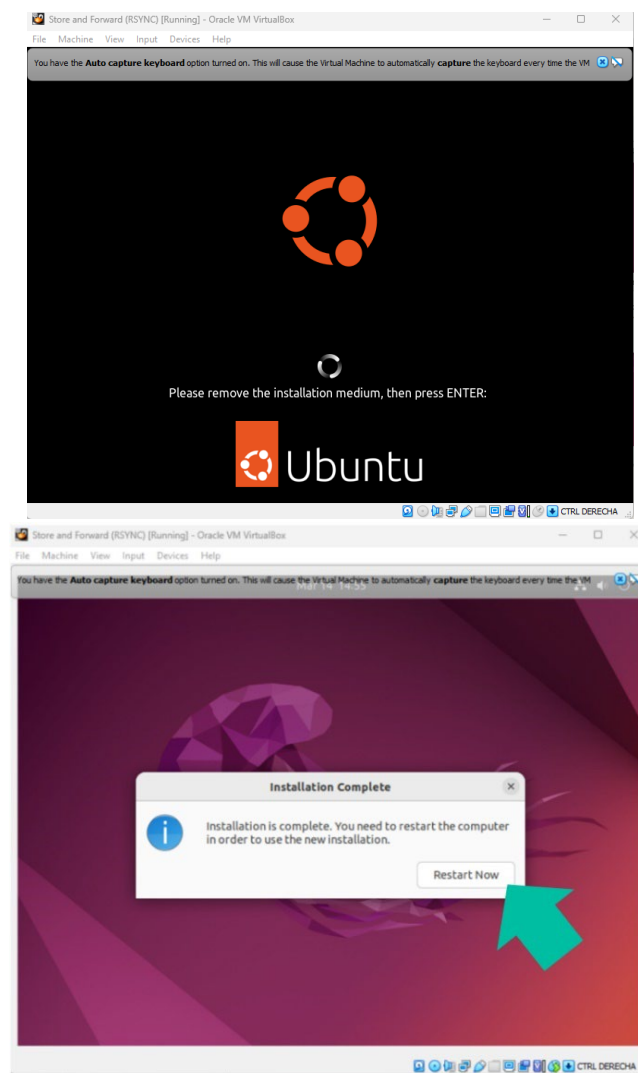 Store and Forward (RSYNC) [Running] - Oracle VM VirtualBox
File Machine View Input Devices Help
You have the Auto capture keyboard option turned on. This will cause the Virtual Machine to automatically capture the keyboard every time the VM
Please remove the installation medium, then press ENTER:
Ubuntu
CTRL DERECHA
Store and Forward (RSYNC) [Running] - Oracle VM VirtualBox
File Machine View Input Devices Help
You have the Auto capture keyboard option turned on. This will cause the Virtual Machine to automatically capture the keyboard every time the VM
Mar 14 14:55
Installation Complete
Installation is complete. You need to restart the computer
in order to use the new installation.
Restart Now
CTRL DERECHA